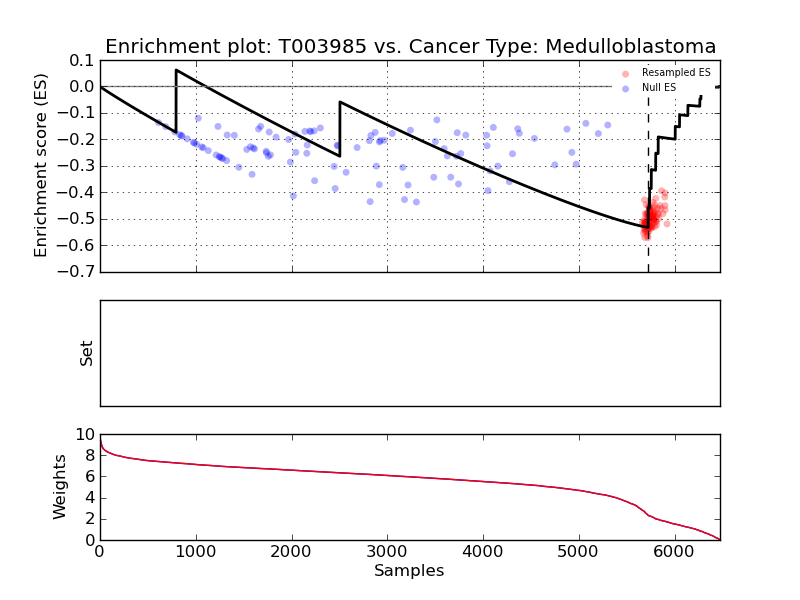 Enrichment plot: T003985 vs. Cancer Type: Medulloblastoma
Enrichment score (ES)
0.1
0.0
−0.1
−0.2
−0.3
−0.4
−0.5
−0.6
−0.7
Resampled ES
Null ES
Set
Weights
10
8
6
4
2
0
0 1000 2000 3000 4000 5000 6000
Samples